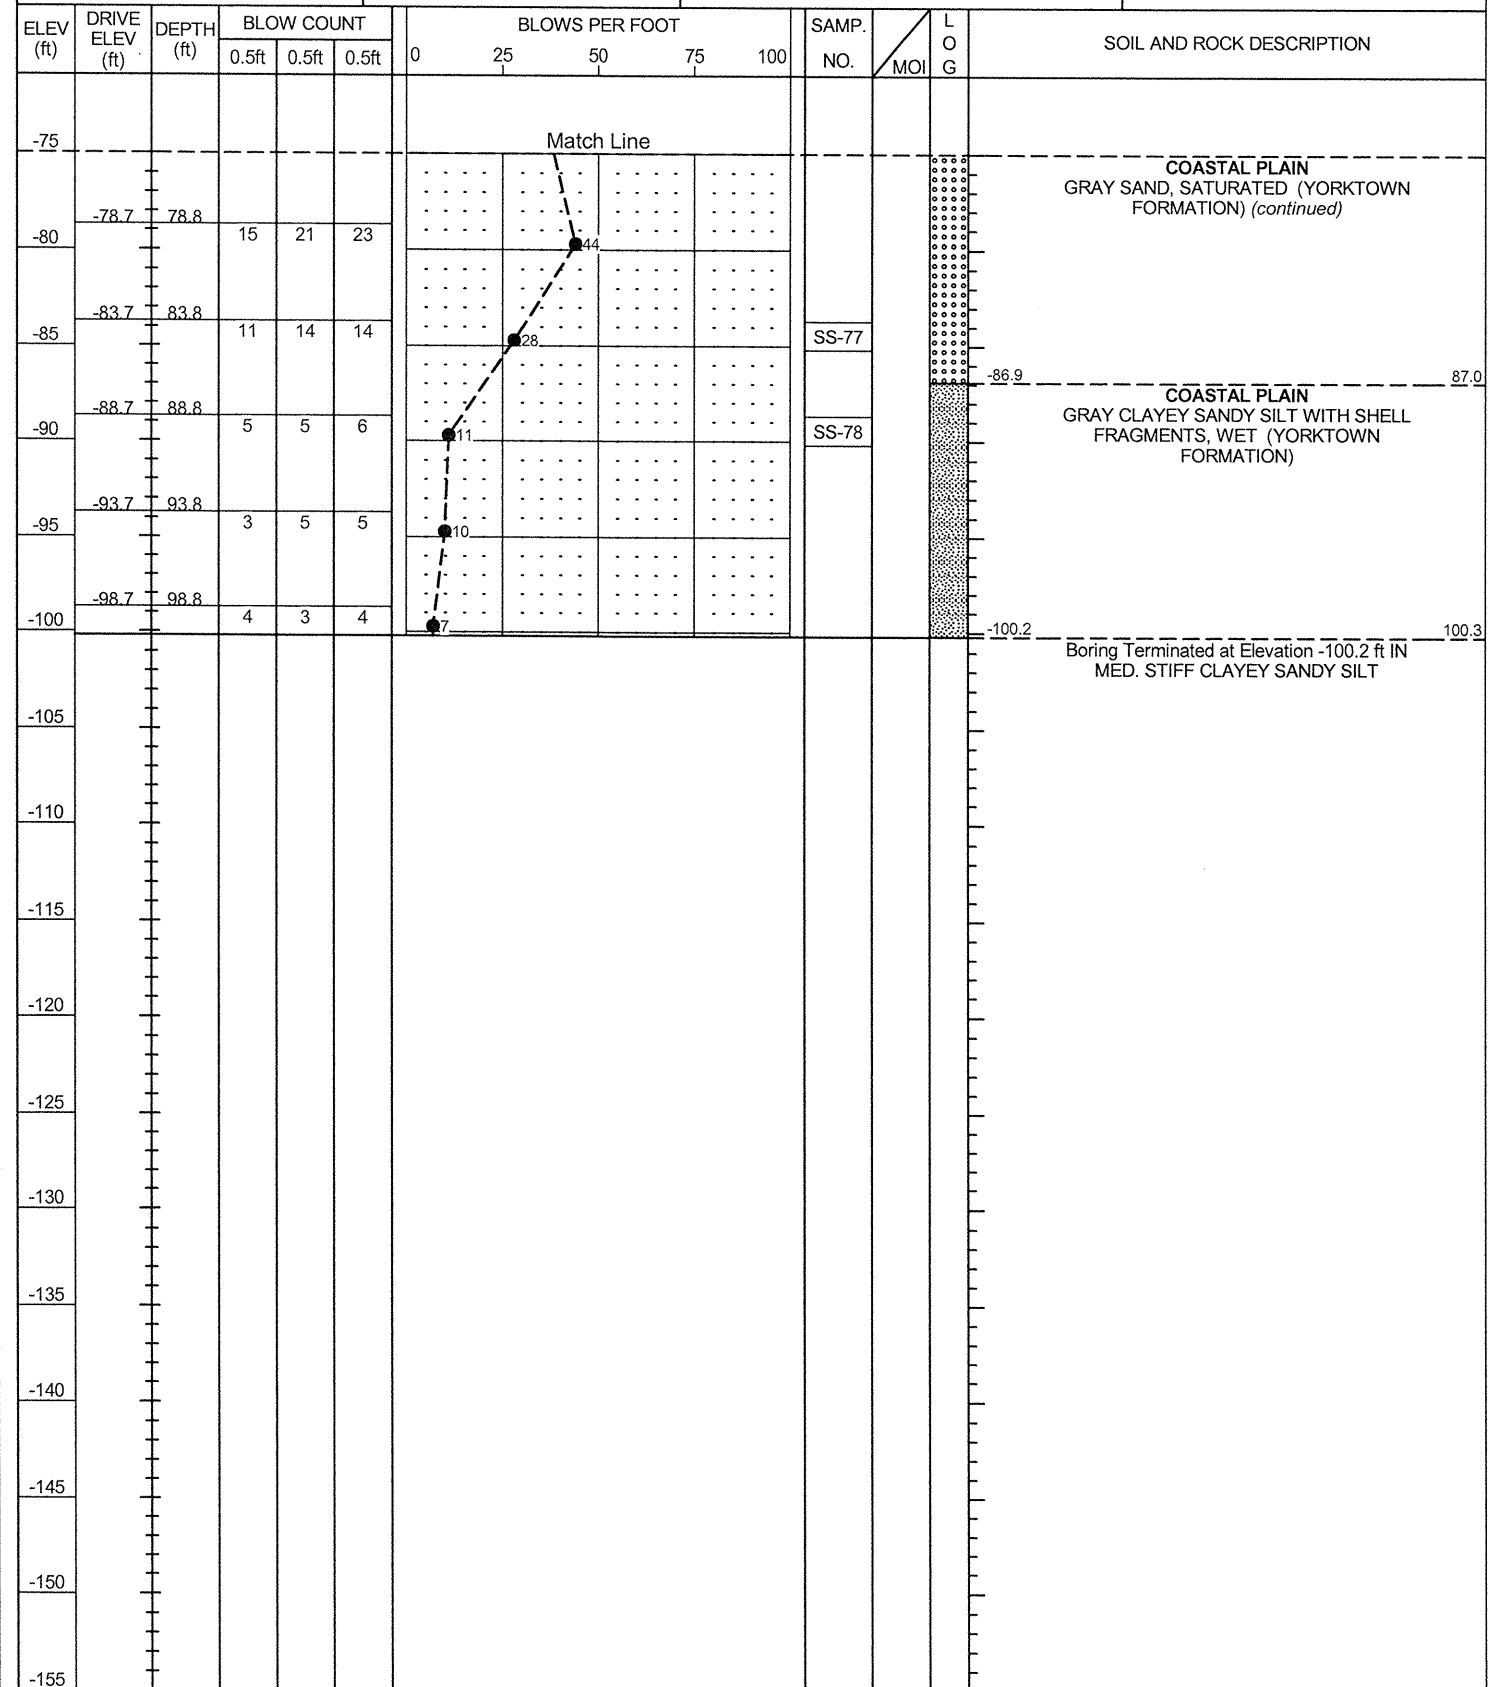 ELEV (ft) DRIVE ELEV (ft) DEPTH (ft) BLOW COUNT BLOWS PER FOOT SAMP. NO. MOI LOG SOIL AND ROCK DESCRIPTION
0.5ft 0.5ft 0.5ft 0 25 50 75 100
Match Line
-75
COASTAL PLAIN
GRAY SAND, SATURATED (YORKTOWN
FORMATION) (continued)
-78.7 78.8
-80 15 21 23 44
-83.7 83.8
-85 11 14 14 28 SS-77
-86.9 87.0
COASTAL PLAIN
GRAY CLAYEY SANDY SILT WITH SHELL
FRAGMENTS, WET (YORKTOWN
FORMATION)
-88.7 88.8
-90 5 5 6 11 SS-78
-93.7 93.8
-95 3 5 5 10
-98.7 98.8
-100 4 3 4 7
-100.2 100.3
Boring Terminated at Elevation -100.2 ft IN
MED. STIFF CLAYEY SANDY SILT
-105
-110
-115
-120
-125
-130
-135
-140
-145
-150
-155